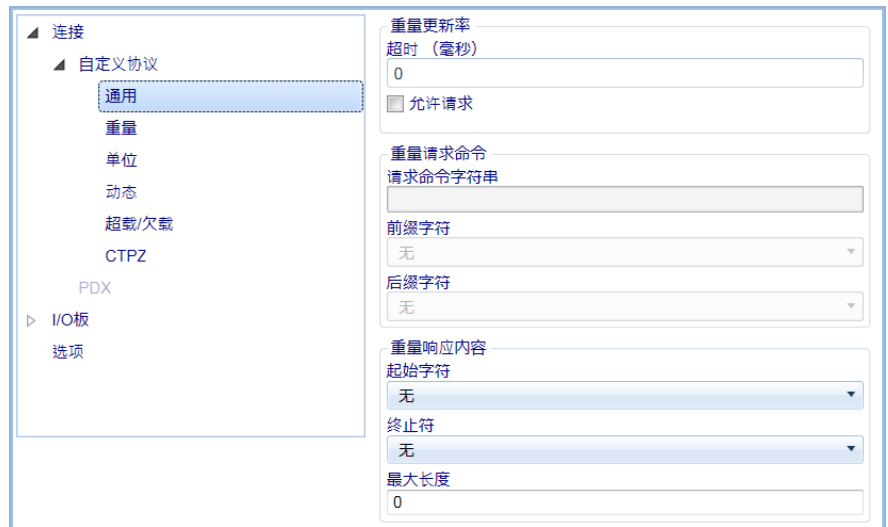 连接
自定义协议
通用
重量
单位
动态
超载/欠载
CTPZ
PDX
I/O板
选项
重量更新率
超时 （毫秒）
0
允许请求
重量请求命令
请求命令字符串
前缀字符
无
后缀字符
无
重量响应内容
起始字符
无
终止符
无
最大长度
0